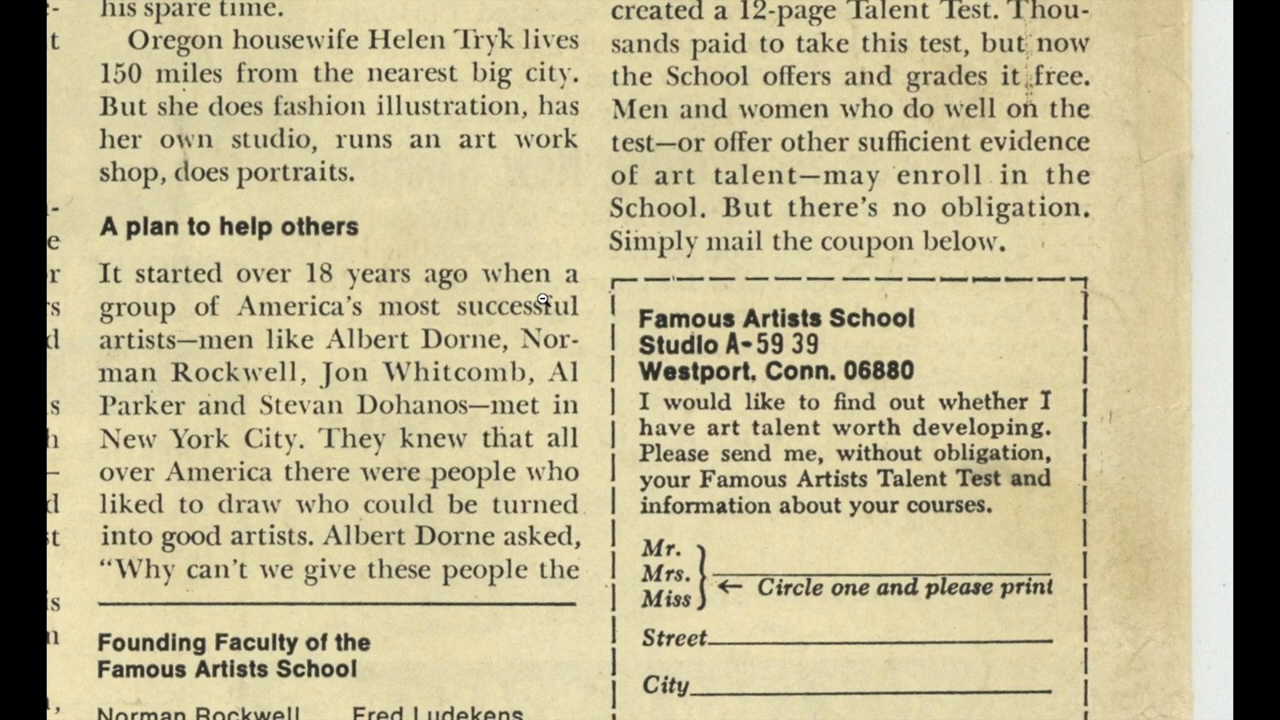 his spare time.
Oregon housewife Helen Tryk lives
150 miles from the nearest big city.
But she does fashion illustration, has
her own studio, runs an art work
shop, does portraits.
A plan to help others
It started over 18 years ago when a
group of America's most successful
artists—men like Albert Dorne, Nor-
man Rockwell, Jon Whitcomb, Al
Parker and Stevan Dohanos—met in
New York City. They knew that all
over America there were people who
liked to draw who could be turned
into good artists. Albert Dorne asked,
“Why can't we give these people the
Founding Faculty of the
Famous Artists School
Norman Rockwell Fred Ludekens
created a 12-page Talent Test. Thou-
sands paid to take this test, but now
the School offers and grades it free.
Men and women who do well on the
test—or offer other sufficient evidence
of art talent—may enroll in the
School. But there's no obligation.
Simply mail the coupon below.
Famous Artists School
Studio A-59 39
Westport, Conn. 06880
I would like to find out whether I
have art talent worth developing.
Please send me, without obligation,
your Famous Artists Talent Test and
information about your courses.
Mr.
Mrs.
Miss
← Circle one and please print
Street
City